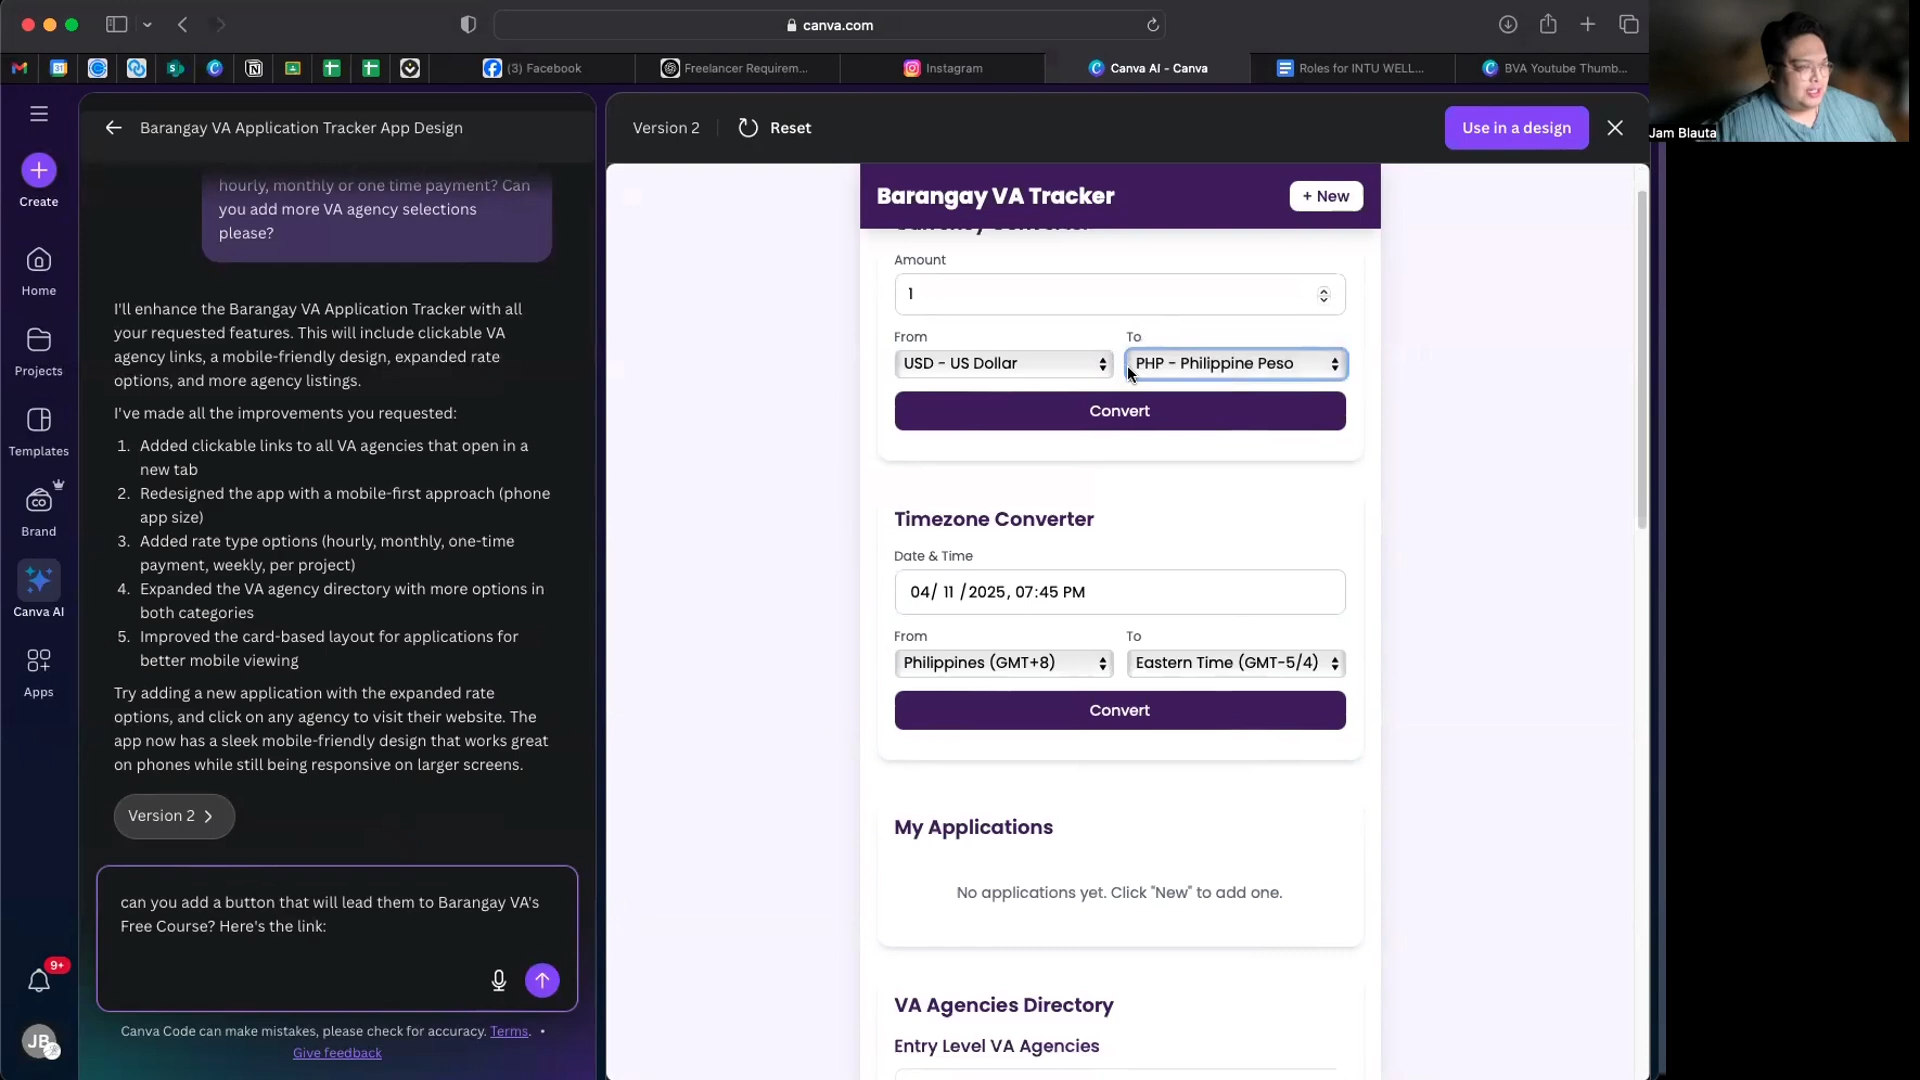 canva.com
(3) Facebook
Freelancer Requirem...
Instagram
Canva AI - Canva
Roles for INTU WELL...
BVA Youtube Thumb...
Jam Blauta
Create
Home
Projects
Templates
Brand
Canva AI
Apps
9+
JB
Barangay VA Application Tracker App Design
hourly, monthly or one time payment? Can
you add more VA agency selections
please?
I'll enhance the Barangay VA Application Tracker with all
your requested features. This will include clickable VA
agency links, a mobile-friendly design, expanded rate
options, and more agency listings.
I've made all the improvements you requested:
1. Added clickable links to all VA agencies that open in a
new tab
2. Redesigned the app with a mobile-first approach (phone
app size)
3. Added rate type options (hourly, monthly, one-time
payment, weekly, per project)
4. Expanded the VA agency directory with more options in
both categories
5. Improved the card-based layout for applications for
better mobile viewing
Try adding a new application with the expanded rate
options, and click on any agency to visit their website. The
app now has a sleek mobile-friendly design that works great
on phones while still being responsive on larger screens.
Version 2
can you add a button that will lead them to Barangay VA's
Free Course? Here's the link:
Canva Code can make mistakes, please check for accuracy. Terms. •
Give feedback
Version 2
Reset
Use in a design
Barangay VA Tracker
+ New
Currency Converter
Amount
1
From
To
USD - US Dollar
PHP - Philippine Peso
Convert
Timezone Converter
Date & Time
04/ 11 /2025, 07:45 PM
From
To
Philippines (GMT+8)
Eastern Time (GMT-5/4)
Convert
My Applications
No applications yet. Click "New" to add one.
VA Agencies Directory
Entry Level VA Agencies